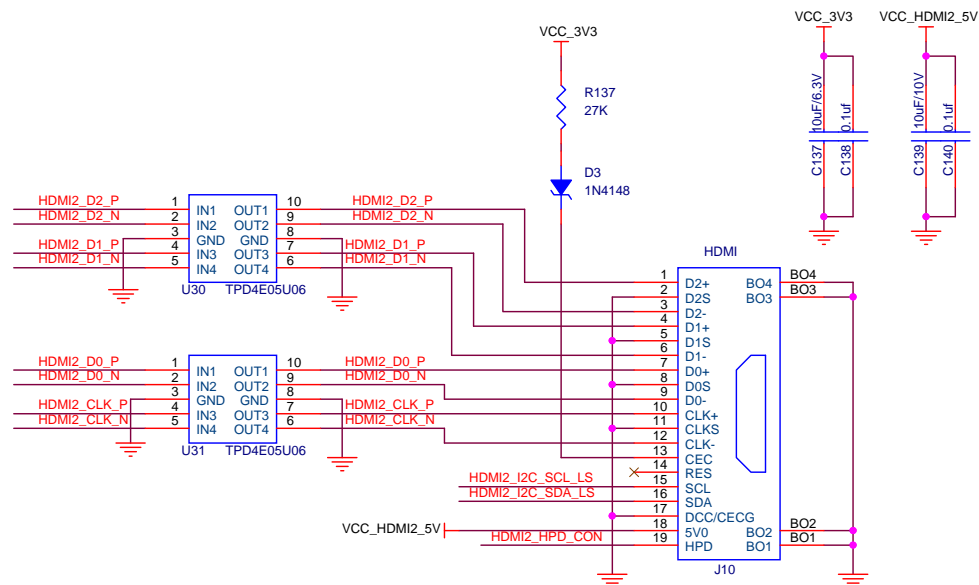 VCC_3V3
VCC_HDMI2_5V
VCC_3V3
R137
27K
10uF/6.3V
0.1uf
10uF/10V
0.1uf
C137
C138
C139
C140
D3
1N4148
HDMI2_D2_P
1
IN1
OUT1
10
HDMI2_D2_P
HDMI2_D2_N
2
IN2
OUT2
9
HDMI2_D2_N
3
GND
GND
8
HDMI2_D1_P
4
IN3
OUT3
7
HDMI2_D1_P
HDMI2_D1_N
5
IN4
OUT4
6
HDMI2_D1_N
U30
TPD4E05U06
HDMI2_D0_P
1
IN1
OUT1
10
HDMI2_D0_P
HDMI2_D0_N
2
IN2
OUT2
9
HDMI2_D0_N
3
GND
GND
8
HDMI2_CLK_P
4
IN3
OUT3
7
HDMI2_CLK_P
HDMI2_CLK_N
5
IN4
OUT4
6
HDMI2_CLK_N
U31
TPD4E05U06
HDMI
1
D2+
2
D2S
3
D2-
4
D1+
5
D1S
6
D1-
7
D0+
8
D0S
9
D0-
10
CLK+
11
CLKS
12
CLK-
13
CEC
14
RES
HDMI2_I2C_SCL_LS
15
SCL
HDMI2_I2C_SDA_LS
16
SDA
17
DCC/CECG
VCC_HDMI2_5V
18
5V0
HDMI2_HPD_CON
19
HPD
BO4
BO4
BO3
BO3
BO2
BO2
BO1
BO1
J10